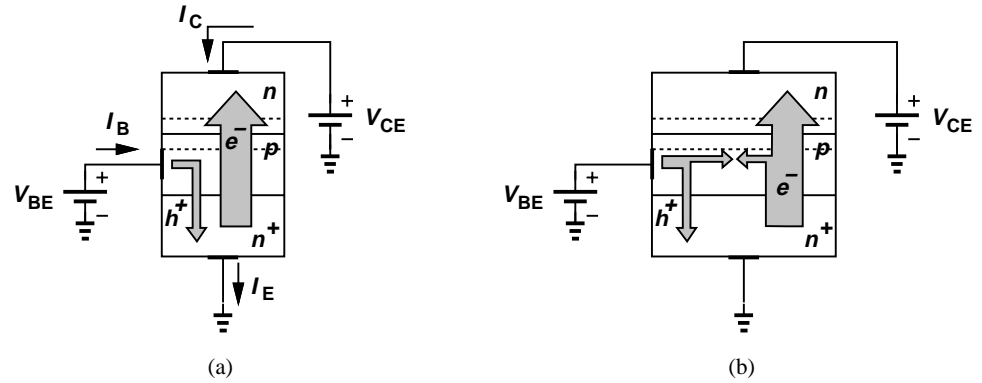 I_C
n
I_B
e⁻
p
+
V_CE
−
+
V_BE
−
h⁺
n⁺
I_E
(a)
n
+
V_CE
−
p
+
V_BE
−
e⁻
h⁺
n⁺
(b)